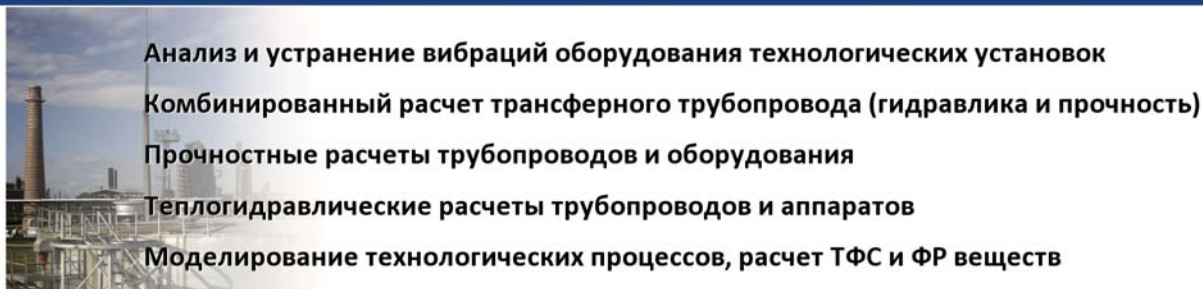 Анализ и устранение вибраций оборудования технологических установок
Комбинированный расчет трансферного трубопровода (гидравлика и прочность)
Прочностные расчеты трубопроводов и оборудования
Теплогидравлические расчеты трубопроводов и аппаратов
Моделирование технологических процессов, расчет ТФС и ФР веществ